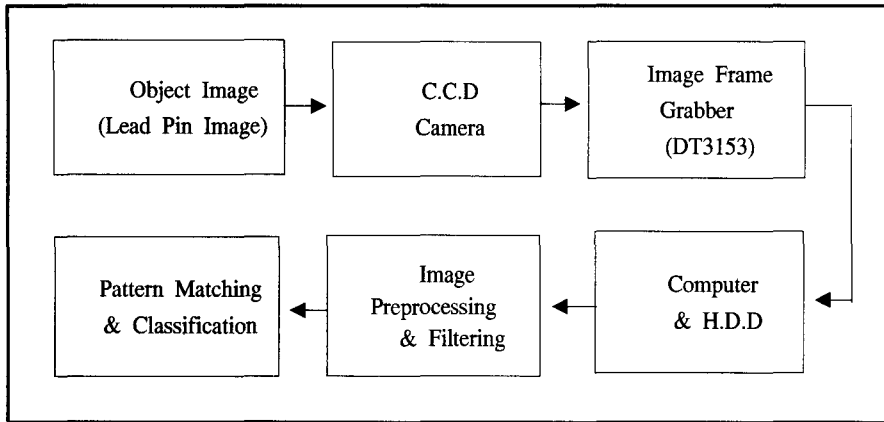 Object Image
(Lead Pin Image)
C.C.D
Camera
Image Frame
Grabber
(DT3153)
Computer
& H.D.D
Image
Preprocessing
& Filtering
Pattern Matching
& Classification